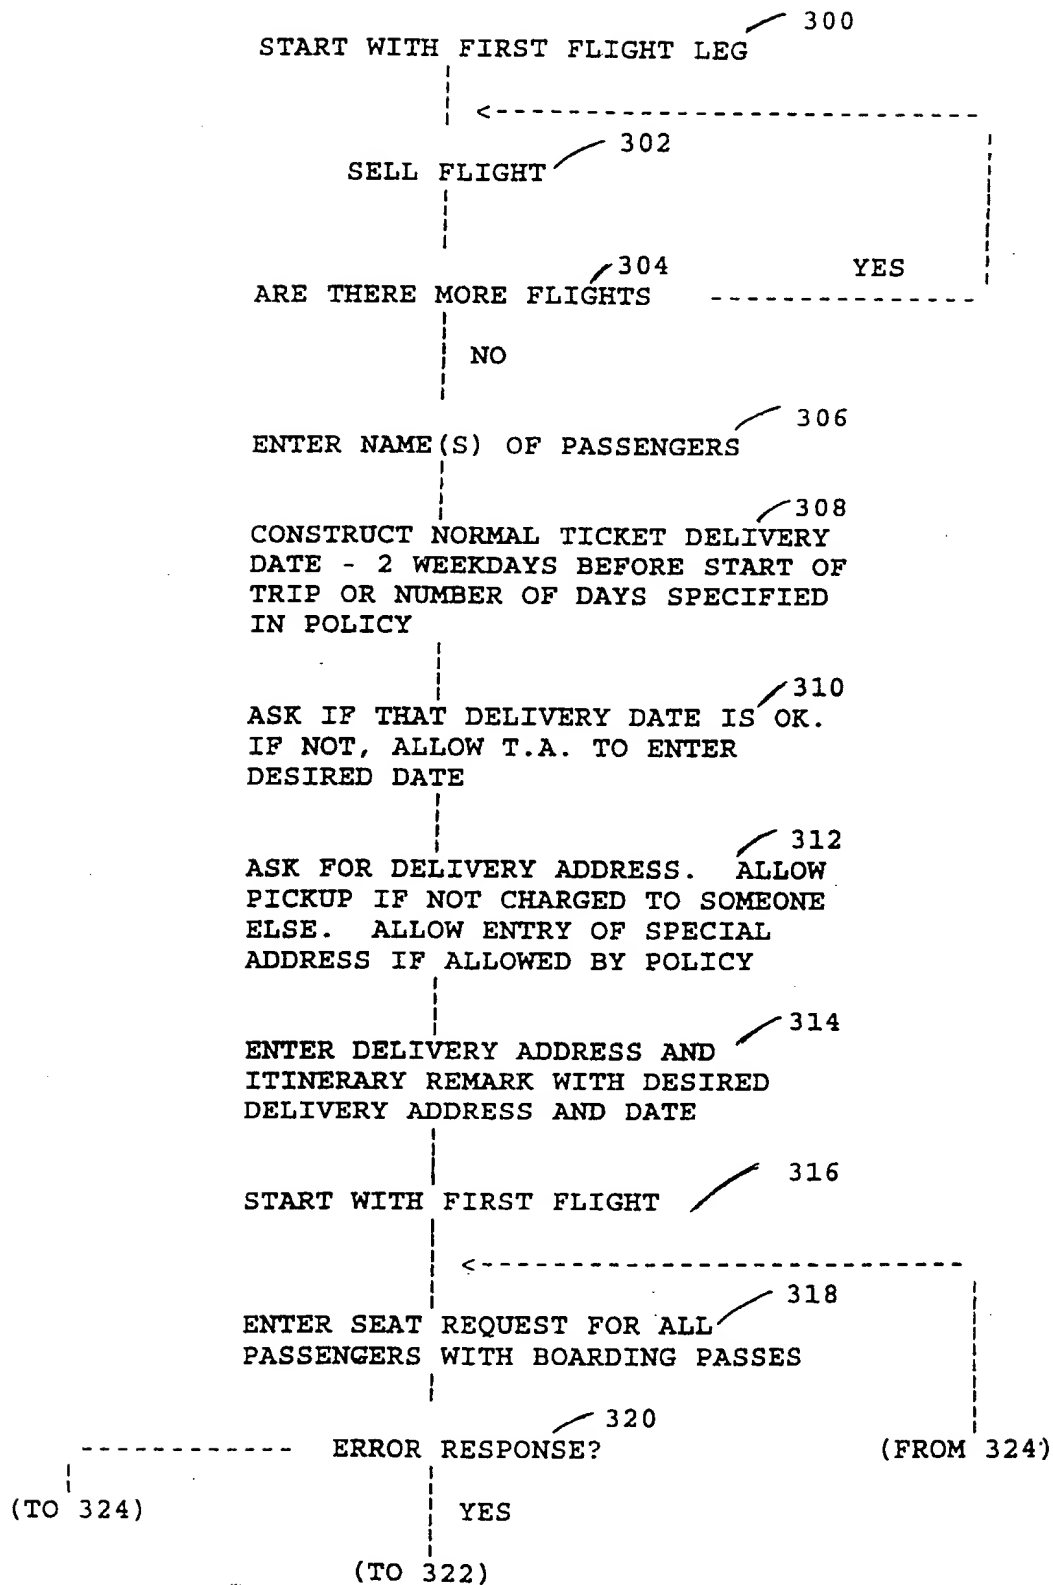 300
START WITH FIRST FLIGHT LEG
302
SELL FLIGHT
304
YES
ARE THERE MORE FLIGHTS
NO
306
ENTER NAME(S) OF PASSENGERS
308
CONSTRUCT NORMAL TICKET DELIVERY
DATE - 2 WEEKDAYS BEFORE START OF
TRIP OR NUMBER OF DAYS SPECIFIED
IN POLICY
310
ASK IF THAT DELIVERY DATE IS OK.
IF NOT, ALLOW T.A. TO ENTER
DESIRED DATE
312
ASK FOR DELIVERY ADDRESS. ALLOW
PICKUP IF NOT CHARGED TO SOMEONE
ELSE. ALLOW ENTRY OF SPECIAL
ADDRESS IF ALLOWED BY POLICY
314
ENTER DELIVERY ADDRESS AND
ITINERARY REMARK WITH DESIRED
DELIVERY ADDRESS AND DATE
316
START WITH FIRST FLIGHT
318
ENTER SEAT REQUEST FOR ALL
PASSENGERS WITH BOARDING PASSES
320
ERROR RESPONSE?
(FROM 324)
(TO 324)
YES
(TO 322)